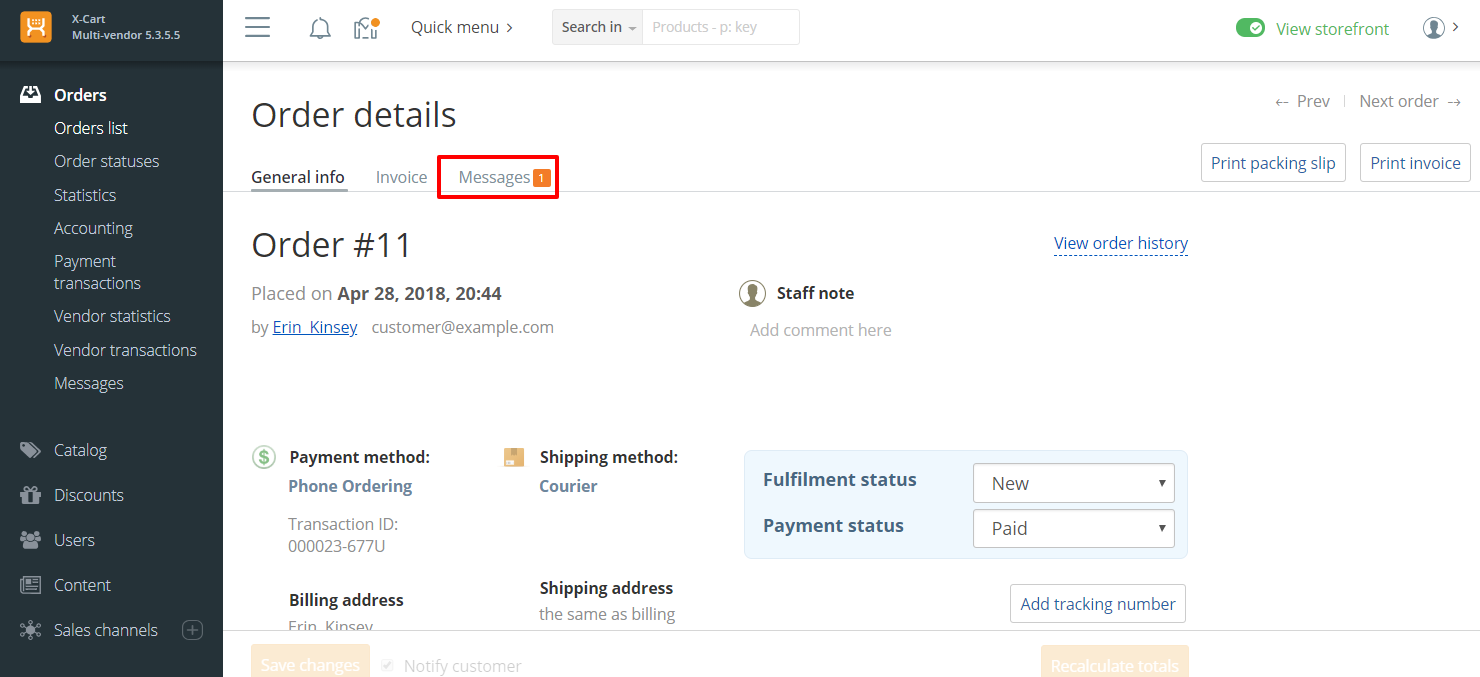 X-Cart
Multi-vendor 5.3.5.5
Quick menu
Search in
Products - p: key
View storefront
Orders
Orders list
Order statuses
Statistics
Accounting
Payment
transactions
Vendor statistics
Vendor transactions
Messages
Catalog
Discounts
Users
Content
Sales channels
Order details
← Prev
Next order →
General info
Invoice
Messages 1
Print packing slip
Print invoice
Order #11
View order history
Placed on Apr 28, 2018, 20:44
by Erin_Kinsey customer@example.com
Staff note
Add comment here
Payment method:
Phone Ordering
Transaction ID:
000023-677U
Shipping method:
Courier
Fulfilment status
New
Payment status
Paid
Billing address
Erin Kinsey
Shipping address
the same as billing
Add tracking number
Save changes
Notify customer
Recalculate totals